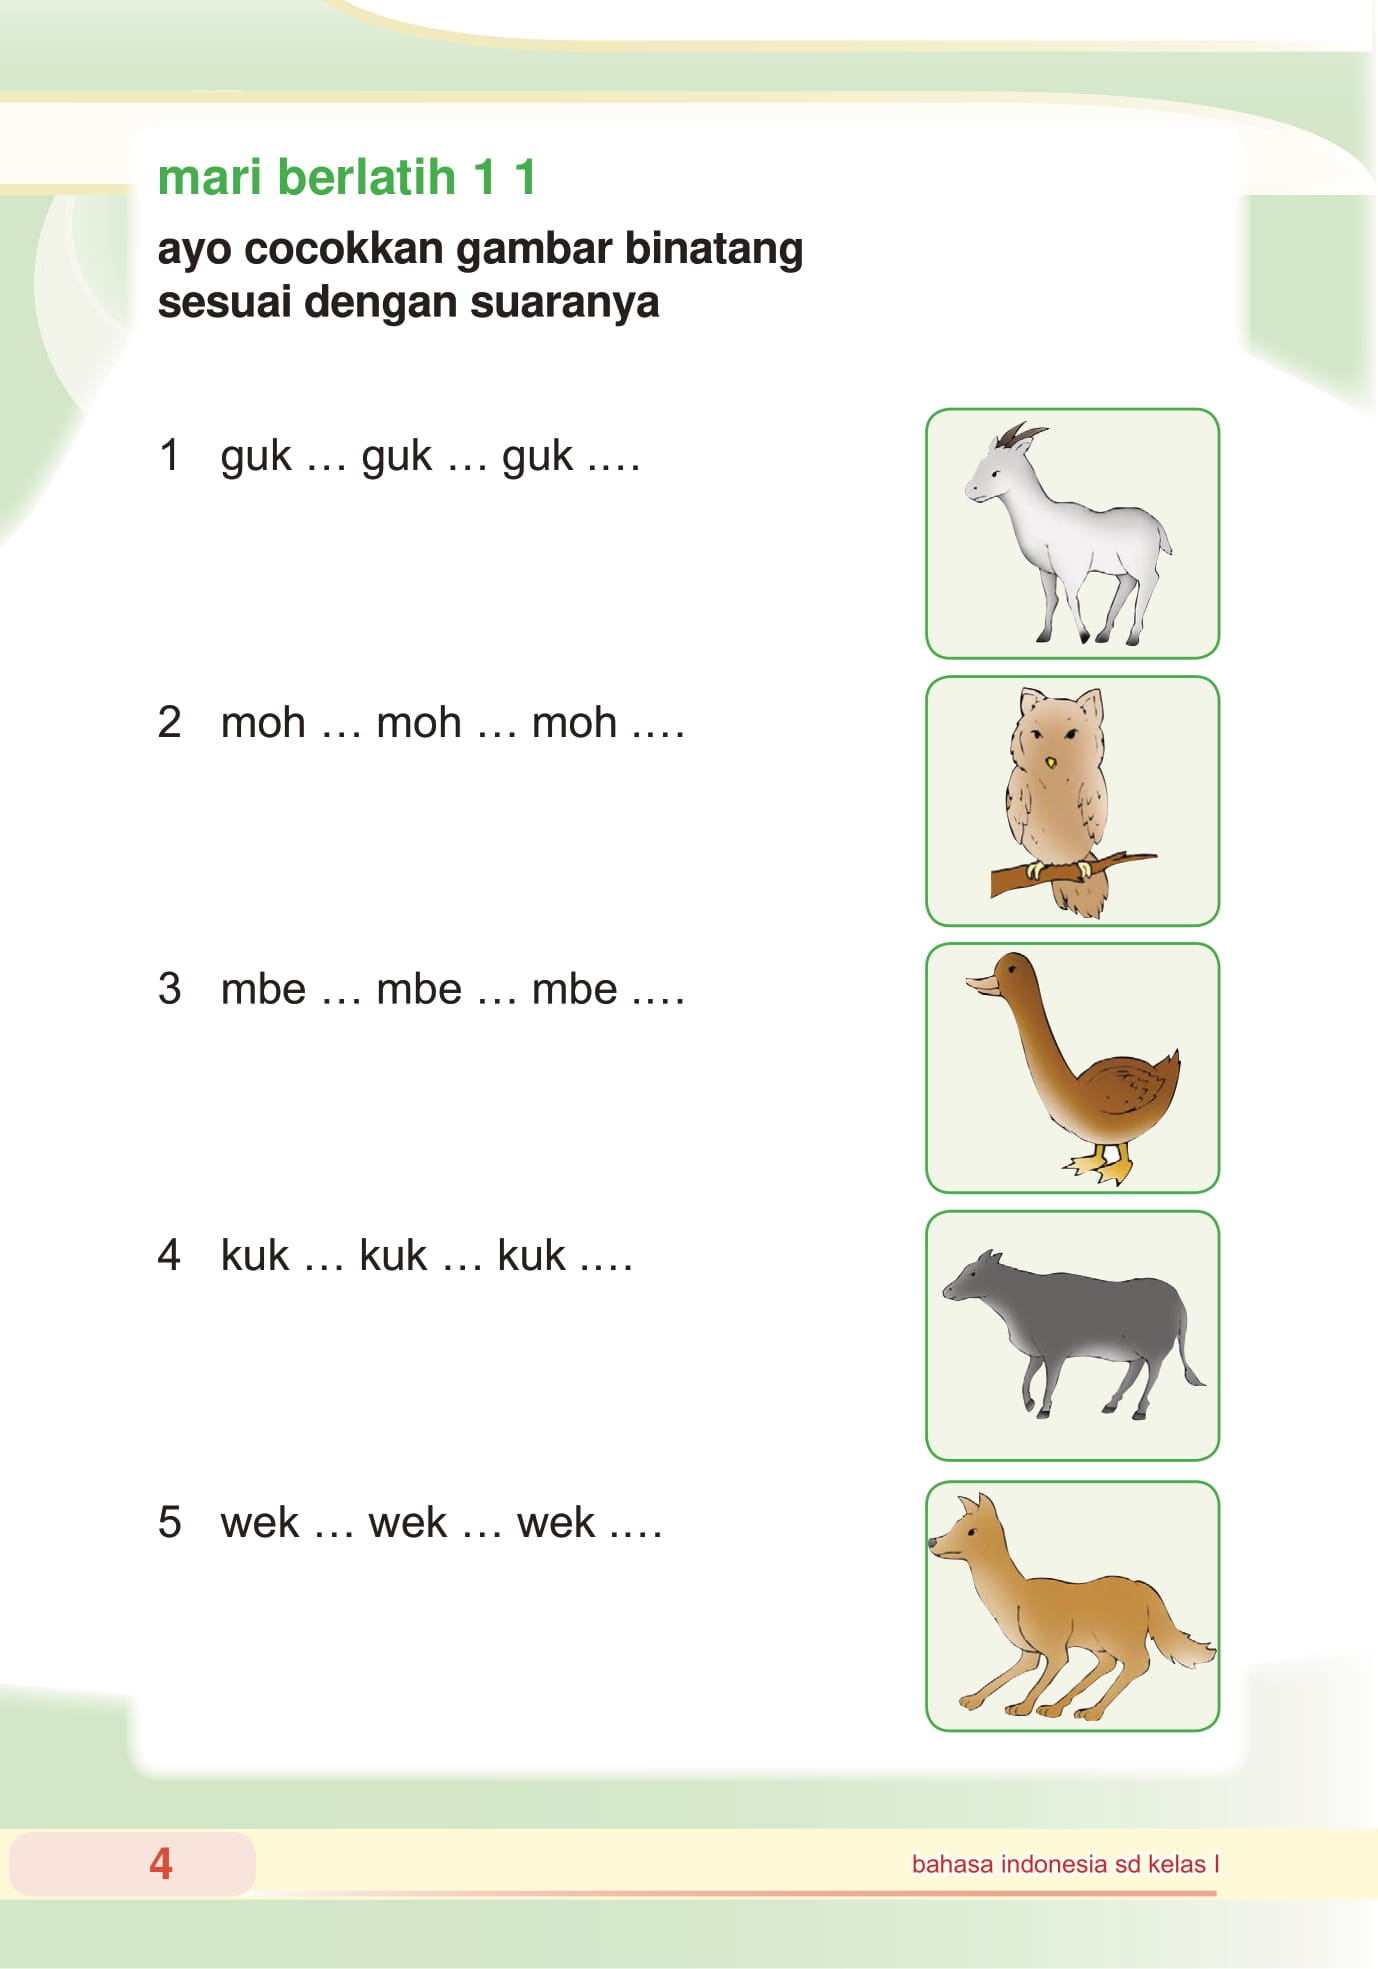 mari berlatih 1 1
ayo cocokkan gambar binatang
sesuai dengan suaranya
1 guk ... guk ... guk ....
2 moh ... moh ... moh ....
3 mbe ... mbe ... mbe ....
4 kuk ... kuk ... kuk ....
5 wek ... wek ... wek ....
4
bahasa indonesia sd kelas I